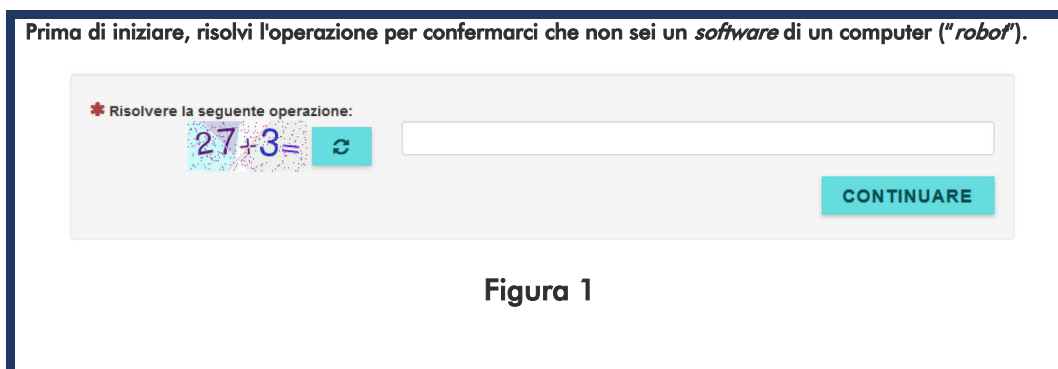 Prima di iniziare, risolvi l'operazione per confermarci che non sei un software di un computer (“robot”).
✱ Risolvere la seguente operazione:
27+3=
CONTINUARE
Figura 1